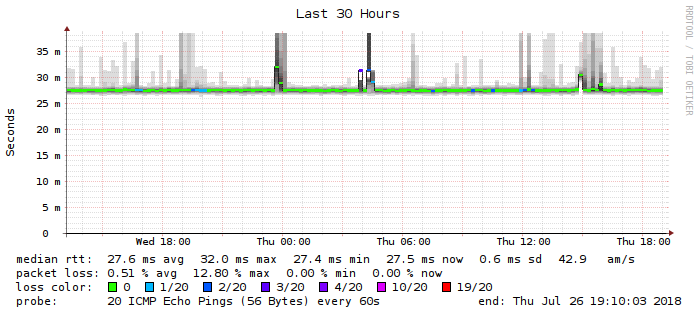 Last 30 Hours
RRDTOOL / TOBI OETIKER
Seconds
35 m
30 m
25 m
20 m
15 m
10 m
5 m
0
Wed 18:00 Thu 00:00 Thu 06:00 Thu 12:00 Thu 18:00
median rtt: 27.6 ms avg 32.0 ms max 27.4 ms min 27.5 ms now 0.6 ms sd 42.9 am/s
packet loss: 0.51 % avg 12.80 % max 0.00 % min 0.00 % now
loss color: 0 1/20 2/20 3/20 4/20 10/20 19/20
probe: 20 ICMP Echo Pings (56 Bytes) every 60s end: Thu Jul 26 19:10:03 2018